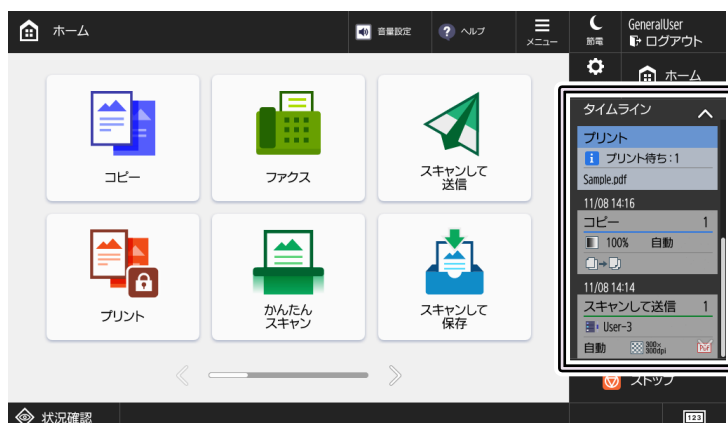 ホーム
音量設定
ヘルプ
メニュー
節電
GeneralUser
ログアウト
ホーム
コピー
ファクス
スキャンして
送信
プリント
かんたん
スキャン
スキャンして
保存
タイムライン
プリント
プリント待ち:1
Sample.pdf
11/08 14:16
コピー 1
100% 自動
11/08 14:14
スキャンして送信 1
User-3
自動 300×
300dpi PDF
ストップ
状況確認
123